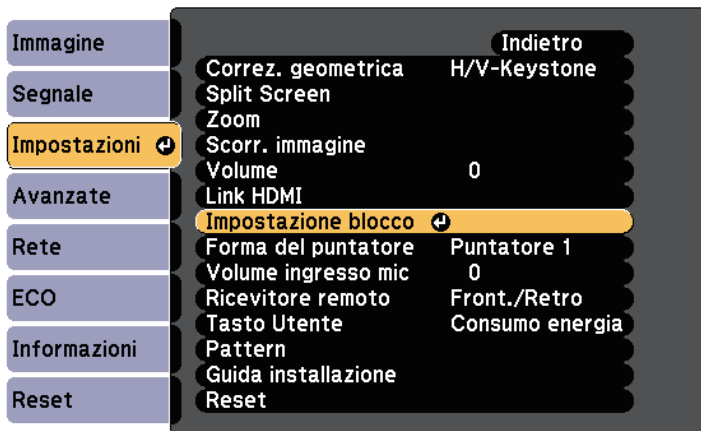 Immagine
Segnale
Impostazioni
Avanzate
Rete
ECO
Informazioni
Reset
Indietro
Correz. geometrica H/V-Keystone
Split Screen
Zoom
Scorr. immagine
Volume 0
Link HDMI
Impostazione blocco
Forma del puntatore Puntatore 1
Volume ingresso mic 0
Ricevitore remoto Front./Retro
Tasto Utente Consumo energia
Pattern
Guida installazione
Reset